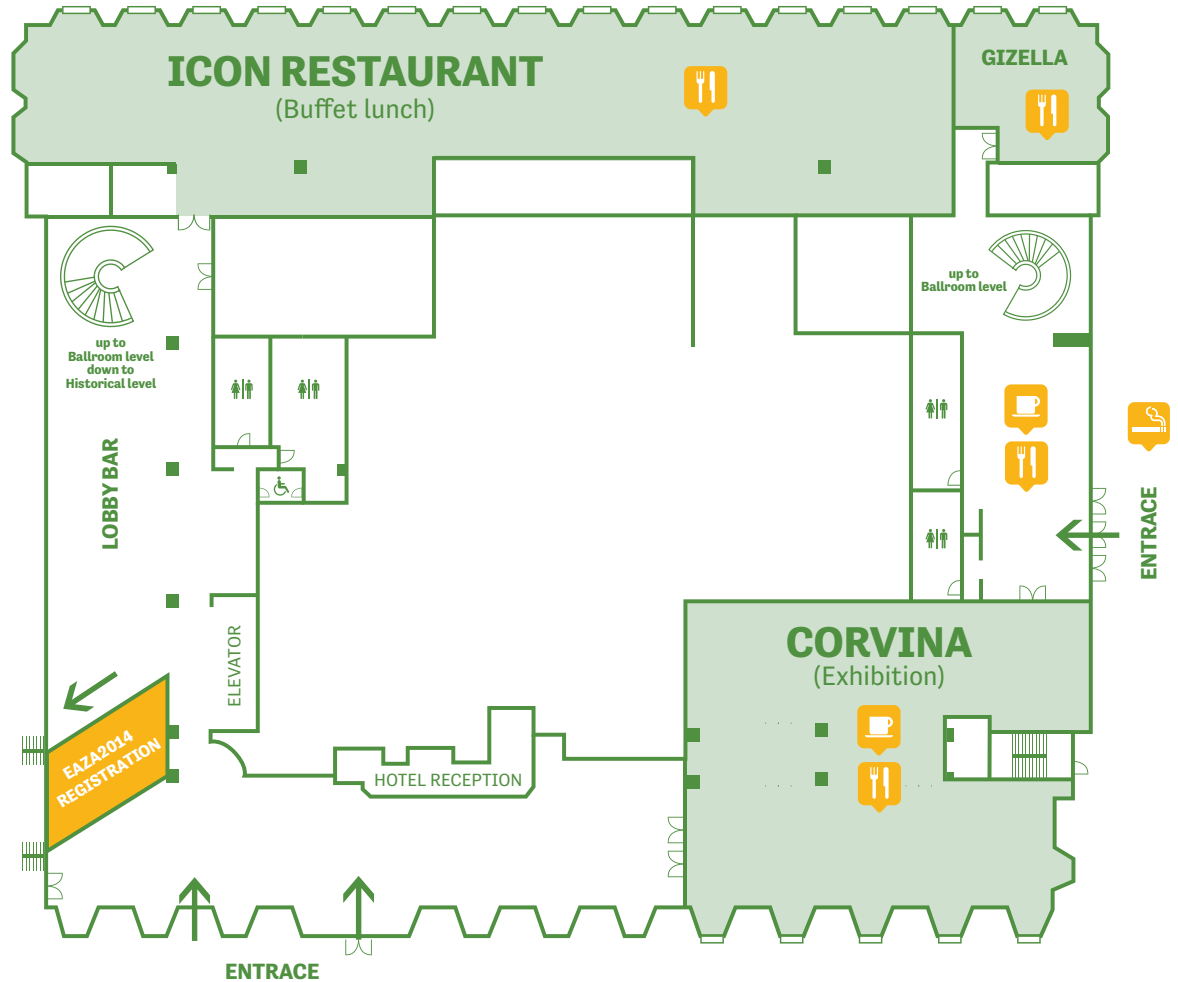 ICON RESTAURANT
(Buffet lunch)
GIZELLA
up to
Ballroom level
up to
Ballroom level
down to
Historical level
LOBBY BAR
ENTRACE
ELEVATOR
CORVINA
(Exhibition)
EAZA2014
REGISTRATION
HOTEL RECEPTION
ENTRACE